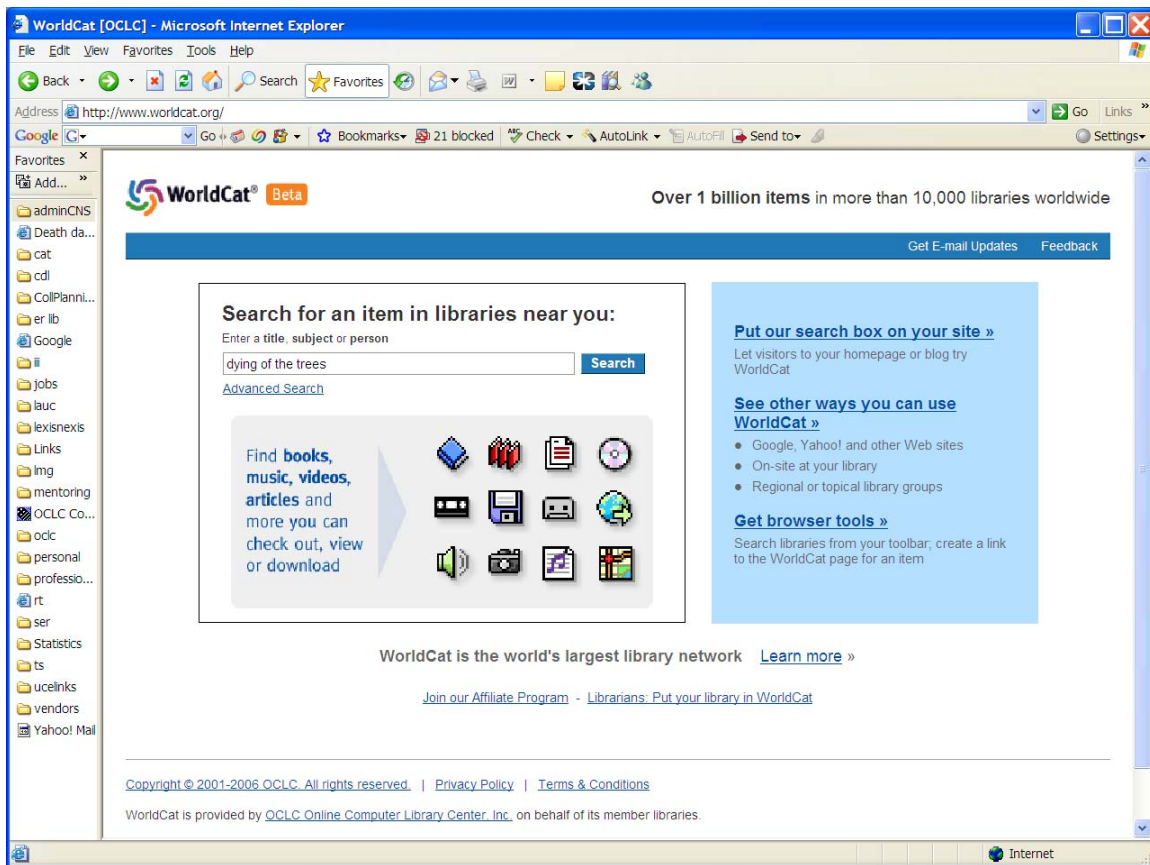 WorldCat [OCLC] - Microsoft Internet Explorer
File Edit View Favorites Tools Help
Back Search Favorites
Address http://www.worldcat.org/ Go Links »
Google G Go Bookmarks 21 blocked ABC Check AutoLink AutoFill Send to Settings
Favorites ×
Add... »
adminCNS
Death da...
cat
cdl
CollPlanni...
er lib
Google
ii
jobs
lauc
lexisnexis
Links
lmg
mentoring
OCLC Co...
oclc
personal
professio...
rt
ser
Statistics
ts
ucelinks
vendors
Yahoo! Mail
WorldCat® Beta
Over 1 billion items in more than 10,000 libraries worldwide
Get E-mail Updates Feedback
Search for an item in libraries near you:
Enter a title, subject or person
dying of the trees Search
Advanced Search
Find books,
music, videos,
articles and
more you can
check out, view
or download
Put our search box on your site »
Let visitors to your homepage or blog try
WorldCat
See other ways you can use
WorldCat »
● Google, Yahoo! and other Web sites
● On-site at your library
● Regional or topical library groups
Get browser tools »
Search libraries from your toolbar; create a link
to the WorldCat page for an item
WorldCat is the world's largest library network Learn more »
Join our Affiliate Program - Librarians: Put your library in WorldCat
Copyright © 2001-2006 OCLC. All rights reserved. | Privacy Policy | Terms & Conditions
WorldCat is provided by OCLC Online Computer Library Center, Inc. on behalf of its member libraries.
Internet